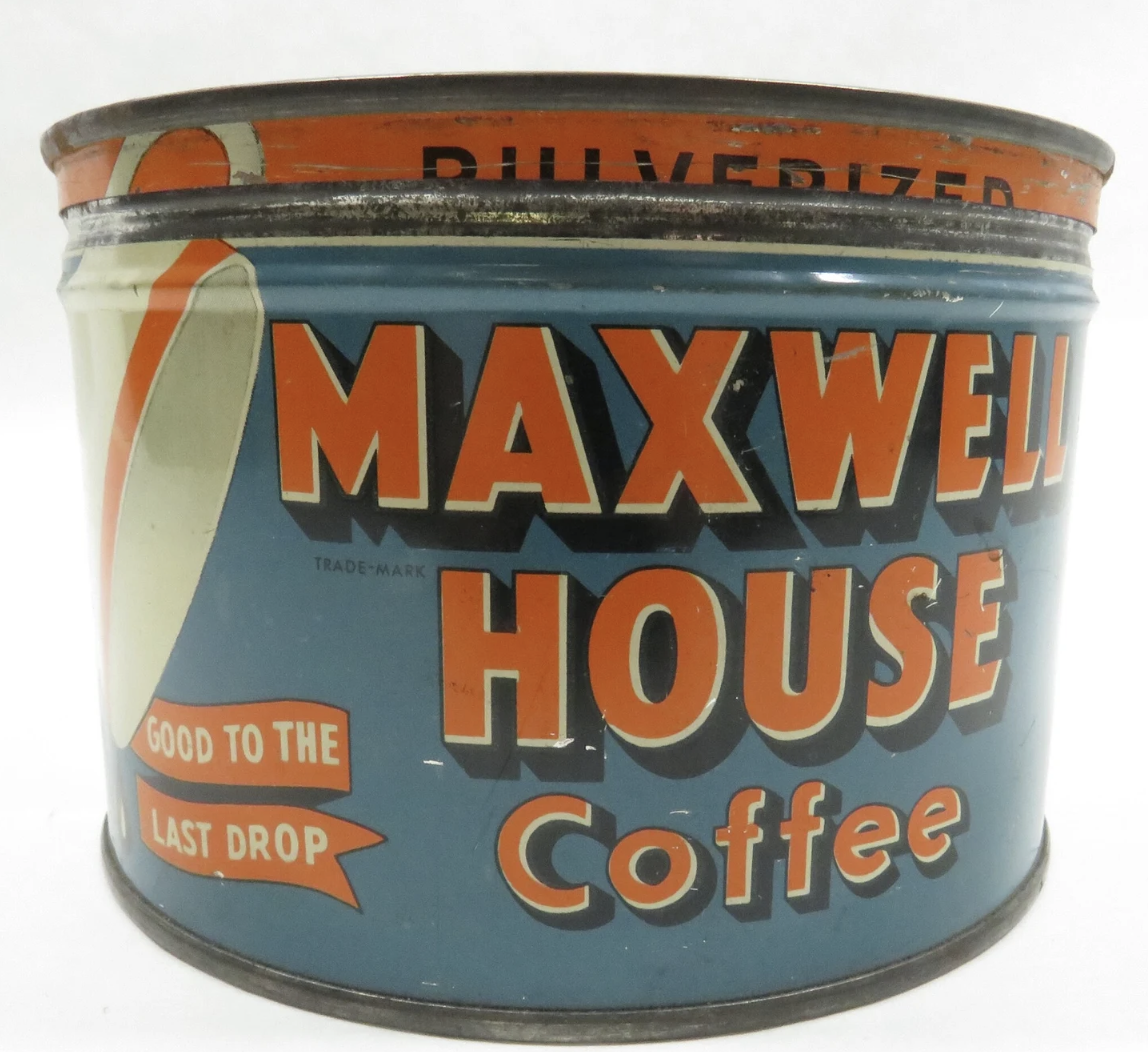 PULVERIZED
MAXWELL
TRADE-MARK
HOUSE
GOOD TO THE
LAST DROP
Coffee